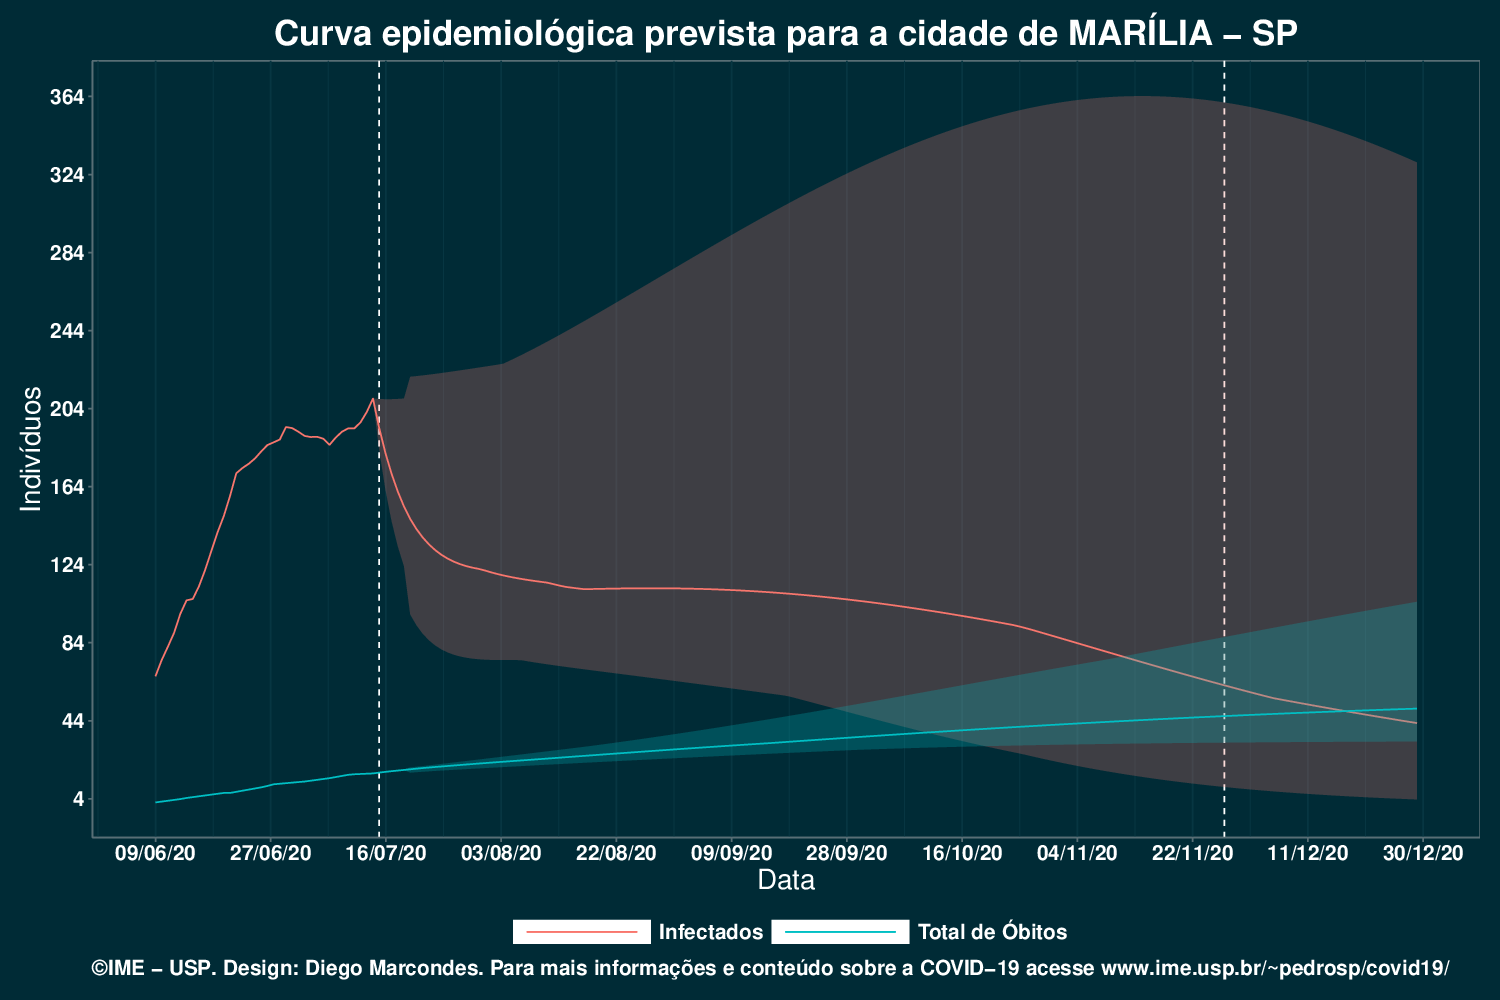 Curva epidemiológica prevista para a cidade de MARÍLIA – SP
364
324
284
244
204
164
124
84
44
4
Indivíduos
09/06/20 27/06/20 16/07/20 03/08/20 22/08/20 09/09/20 28/09/20 16/10/20 04/11/20 22/11/20 11/12/20 30/12/20
Data
Infectados Total de Óbitos
©IME – USP. Design: Diego Marcondes. Para mais informações e conteúdo sobre a COVID–19 acesse www.ime.usp.br/~pedrosp/covid19/